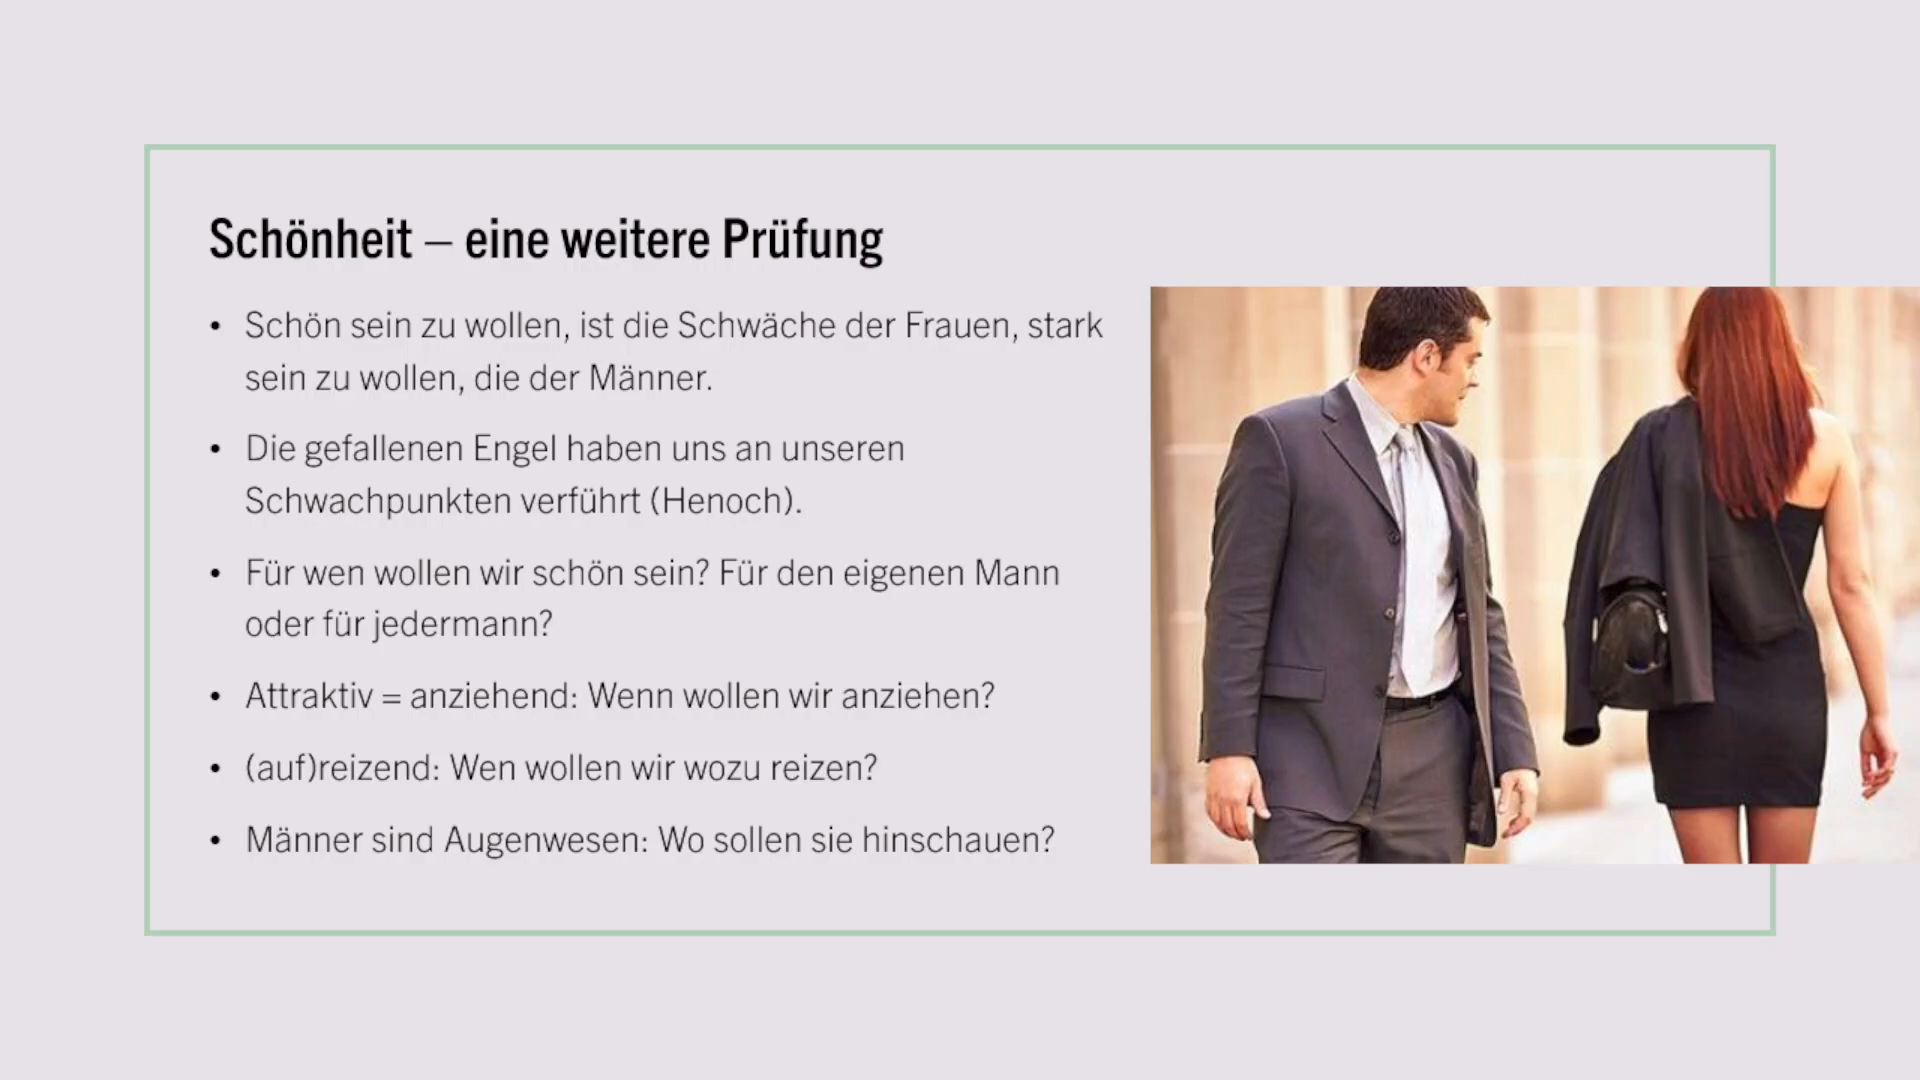 Schönheit – eine weitere Prüfung
• Schön sein zu wollen, ist die Schwäche der Frauen, stark
sein zu wollen, die der Männer.
• Die gefallenen Engel haben uns an unseren
Schwachpunkten verführt (Henoch).
• Für wen wollen wir schön sein? Für den eigenen Mann
oder für jedermann?
• Attraktiv = anziehend: Wenn wollen wir anziehen?
• (auf)reizend: Wen wollen wir wozu reizen?
• Männer sind Augenwesen: Wo sollen sie hinschauen?